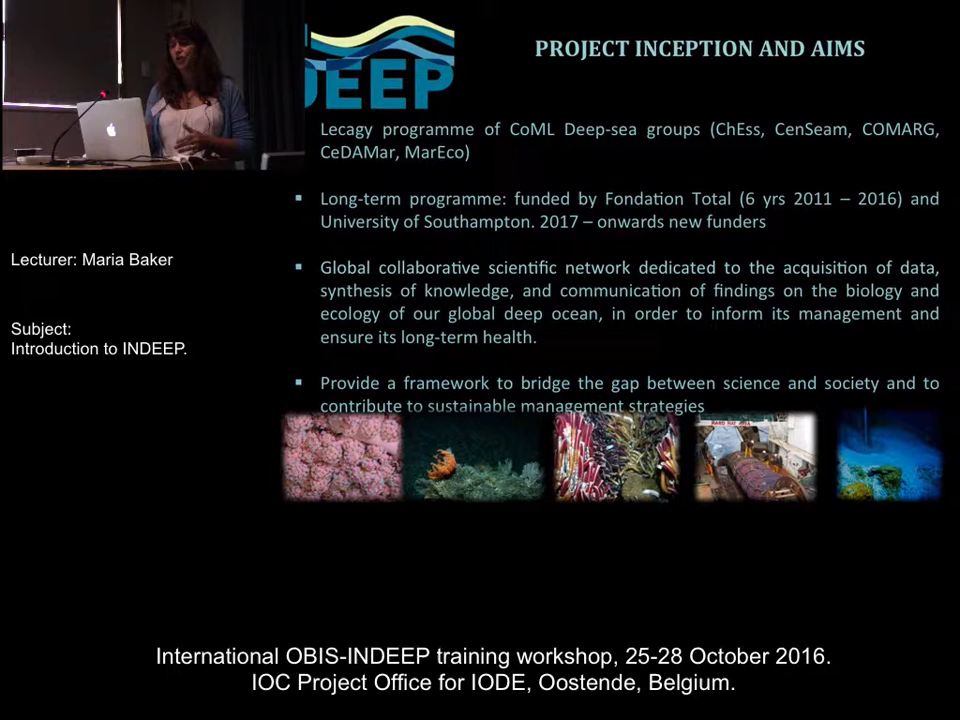 DEEP
PROJECT INCEPTION AND AIMS
Lecagy programme of CoML Deep-sea groups (ChEss, CenSeam, COMARG,
CeDAMar, MarEco)
▪ Long-term programme: funded by Fondation Total (6 yrs 2011 – 2016) and
University of Southampton. 2017 – onwards new funders
▪ Global collaborative scientific network dedicated to the acquisition of data,
synthesis of knowledge, and communication of findings on the biology and
ecology of our global deep ocean, in order to inform its management and
ensure its long-term health.
▪ Provide a framework to bridge the gap between science and society and to
contribute to sustainable management strategies
Lecturer: Maria Baker
Subject:
Introduction to INDEEP.
International OBIS-INDEEP training workshop, 25-28 October 2016.
IOC Project Office for IODE, Oostende, Belgium.